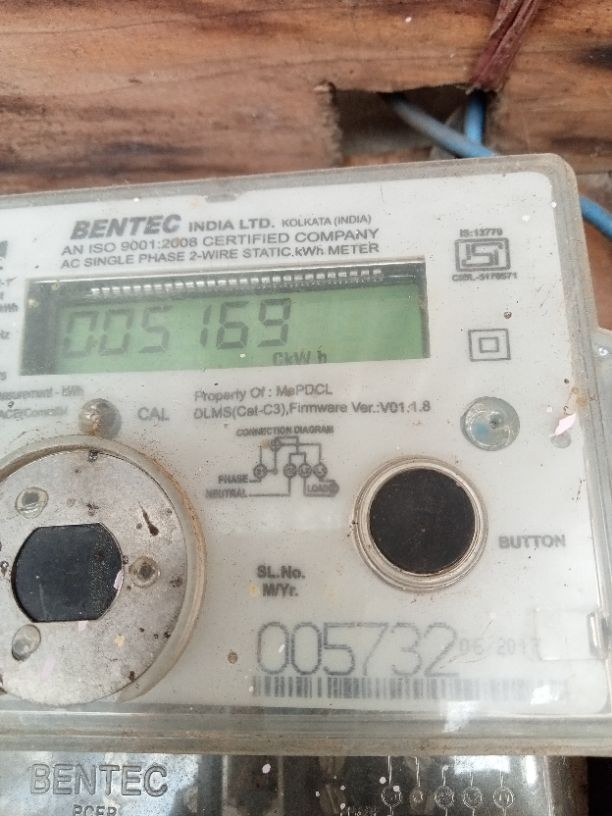 BENTEC INDIA LTD. KOLKATA (INDIA)
AN ISO 9001:2008 CERTIFIED COMPANY
AC SINGLE PHASE 2-WIRE STATIC kWh METER
IS:13779
005169
CkWh
Property Of : MePDCL
DLMS(Cat-C3),Firmware Ver.:V01.1.8
CAL
CONNECTION DIAGRAM
PHASE
NEUTRAL
LOAD
BUTTON
SL.No.
M/Yr.
005732
BENTEC